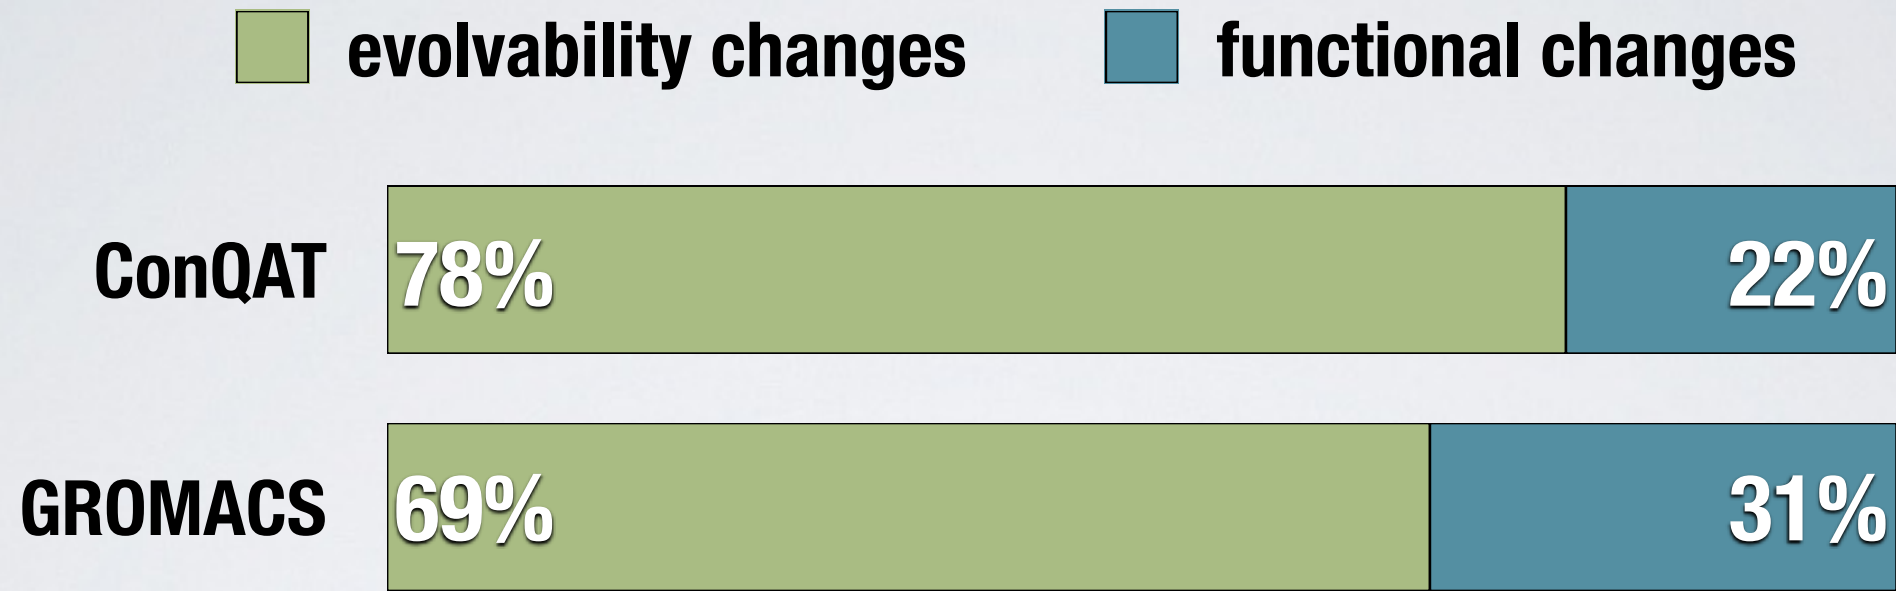 evolvability changes functional changes
ConQAT 78% 22%
GROMACS 69% 31%